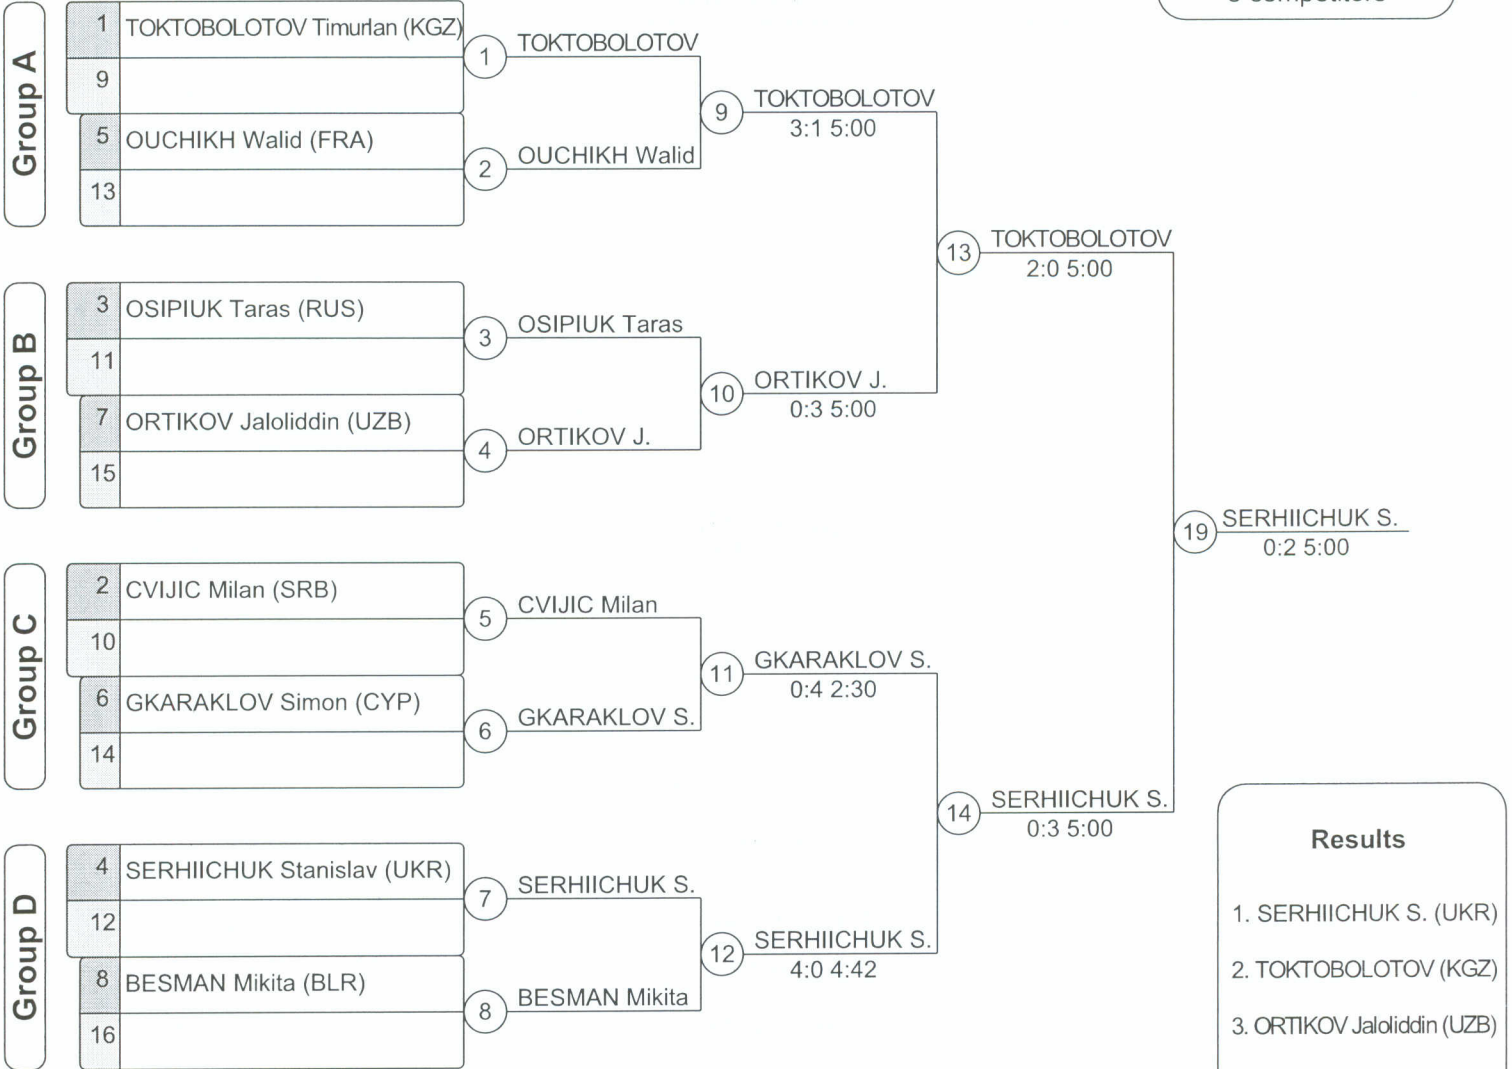 8 competitors
Group A
1 TOKTOBOLOTOV Timurlan (KGZ)
9
5 OUCHIKH Walid (FRA)
13
1 TOKTOBOLOTOV
2 OUCHIKH Walid
9 TOKTOBOLOTOV
3:1 5:00
Group B
3 OSIPIUK Taras (RUS)
11
7 ORTIKOV Jaloliddin (UZB)
15
3 OSIPIUK Taras
4 ORTIKOV J.
10 ORTIKOV J.
0:3 5:00
13 TOKTOBOLOTOV
2:0 5:00
Group C
2 CVIJIC Milan (SRB)
10
6 GKARAKLOV Simon (CYP)
14
5 CVIJIC Milan
6 GKARAKLOV S.
11 GKARAKLOV S.
0:4 2:30
Group D
4 SERHIICHUK Stanislav (UKR)
12
8 BESMAN Mikita (BLR)
16
7 SERHIICHUK S.
8 BESMAN Mikita
12 SERHIICHUK S.
4:0 4:42
14 SERHIICHUK S.
0:3 5:00
19 SERHIICHUK S.
0:2 5:00
Results
1. SERHIICHUK S. (UKR)
2. TOKTOBOLOTOV (KGZ)
3. ORTIKOV Jaloliddin (UZB)